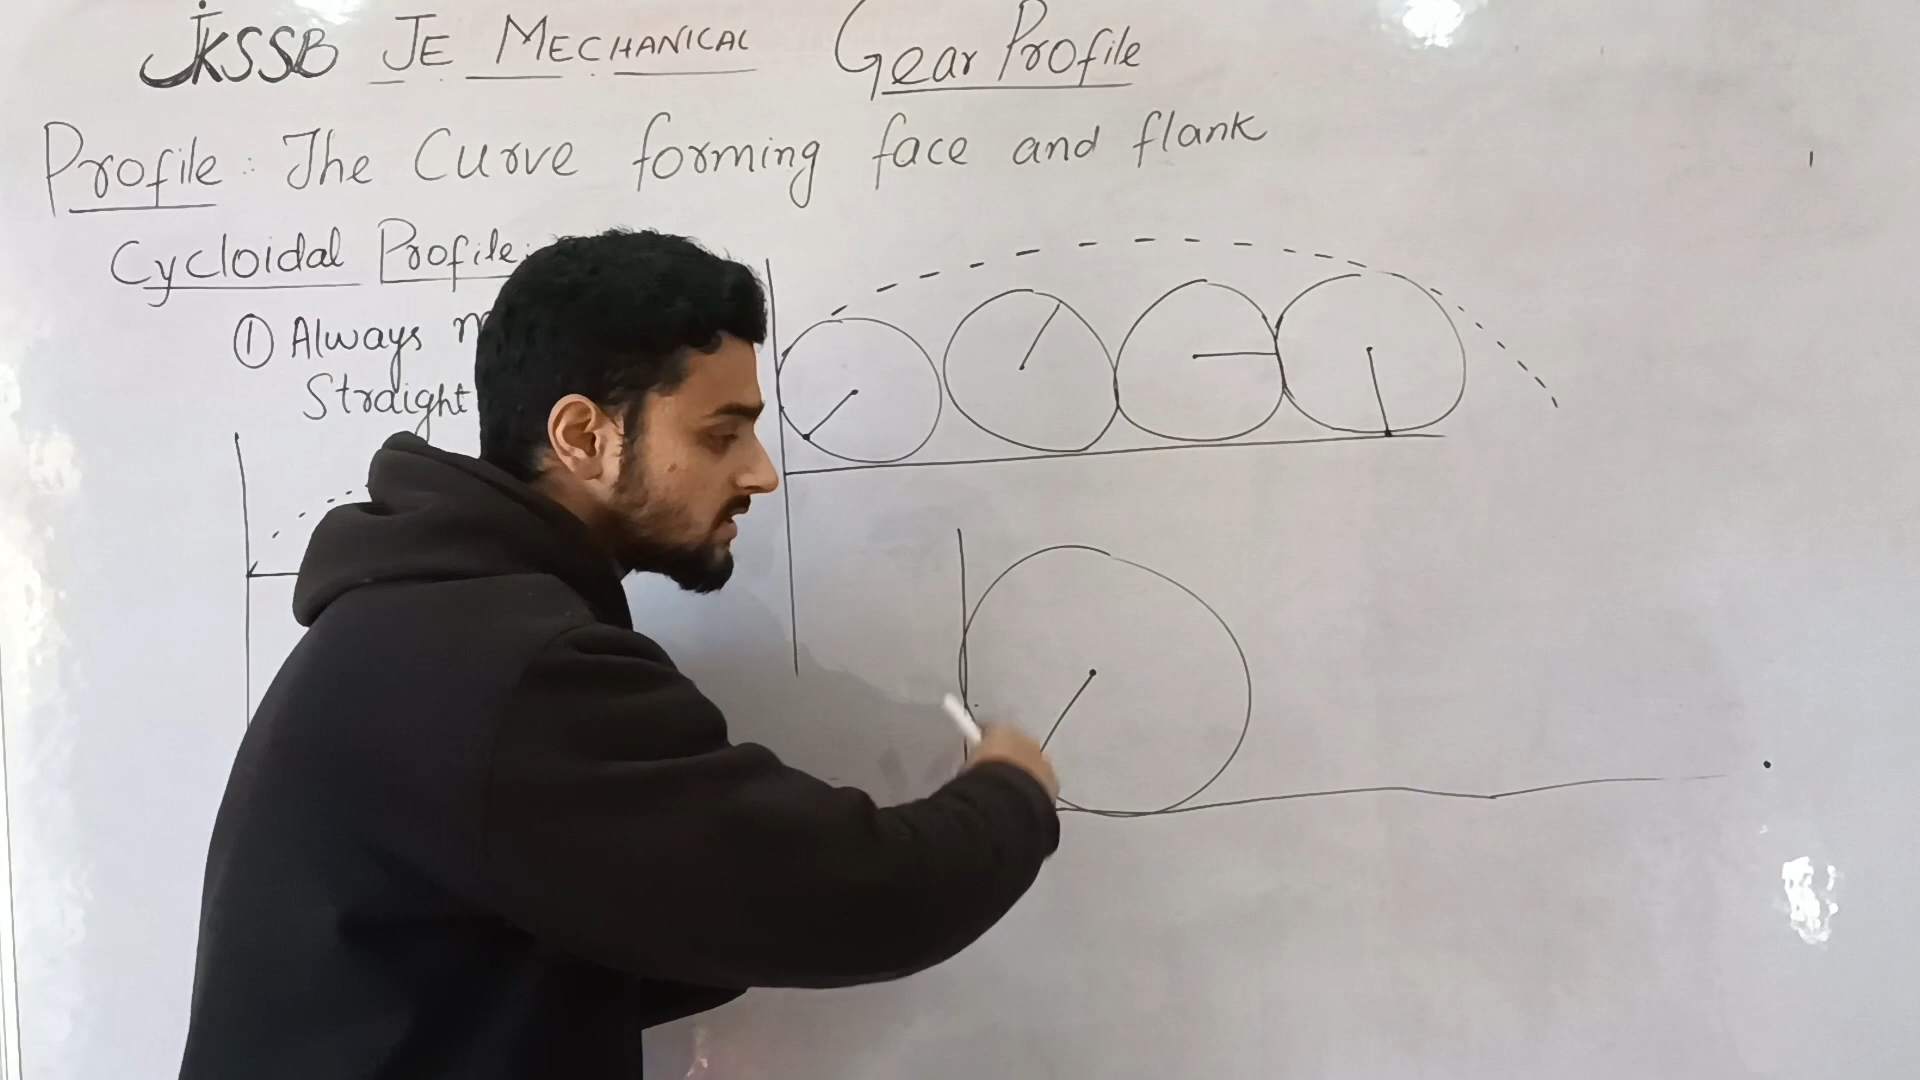 JKSSB JE MECHANICAL Gear Profile
Profile: The Curve forming face and flank
Cycloidal Profile:
① Always
Straight